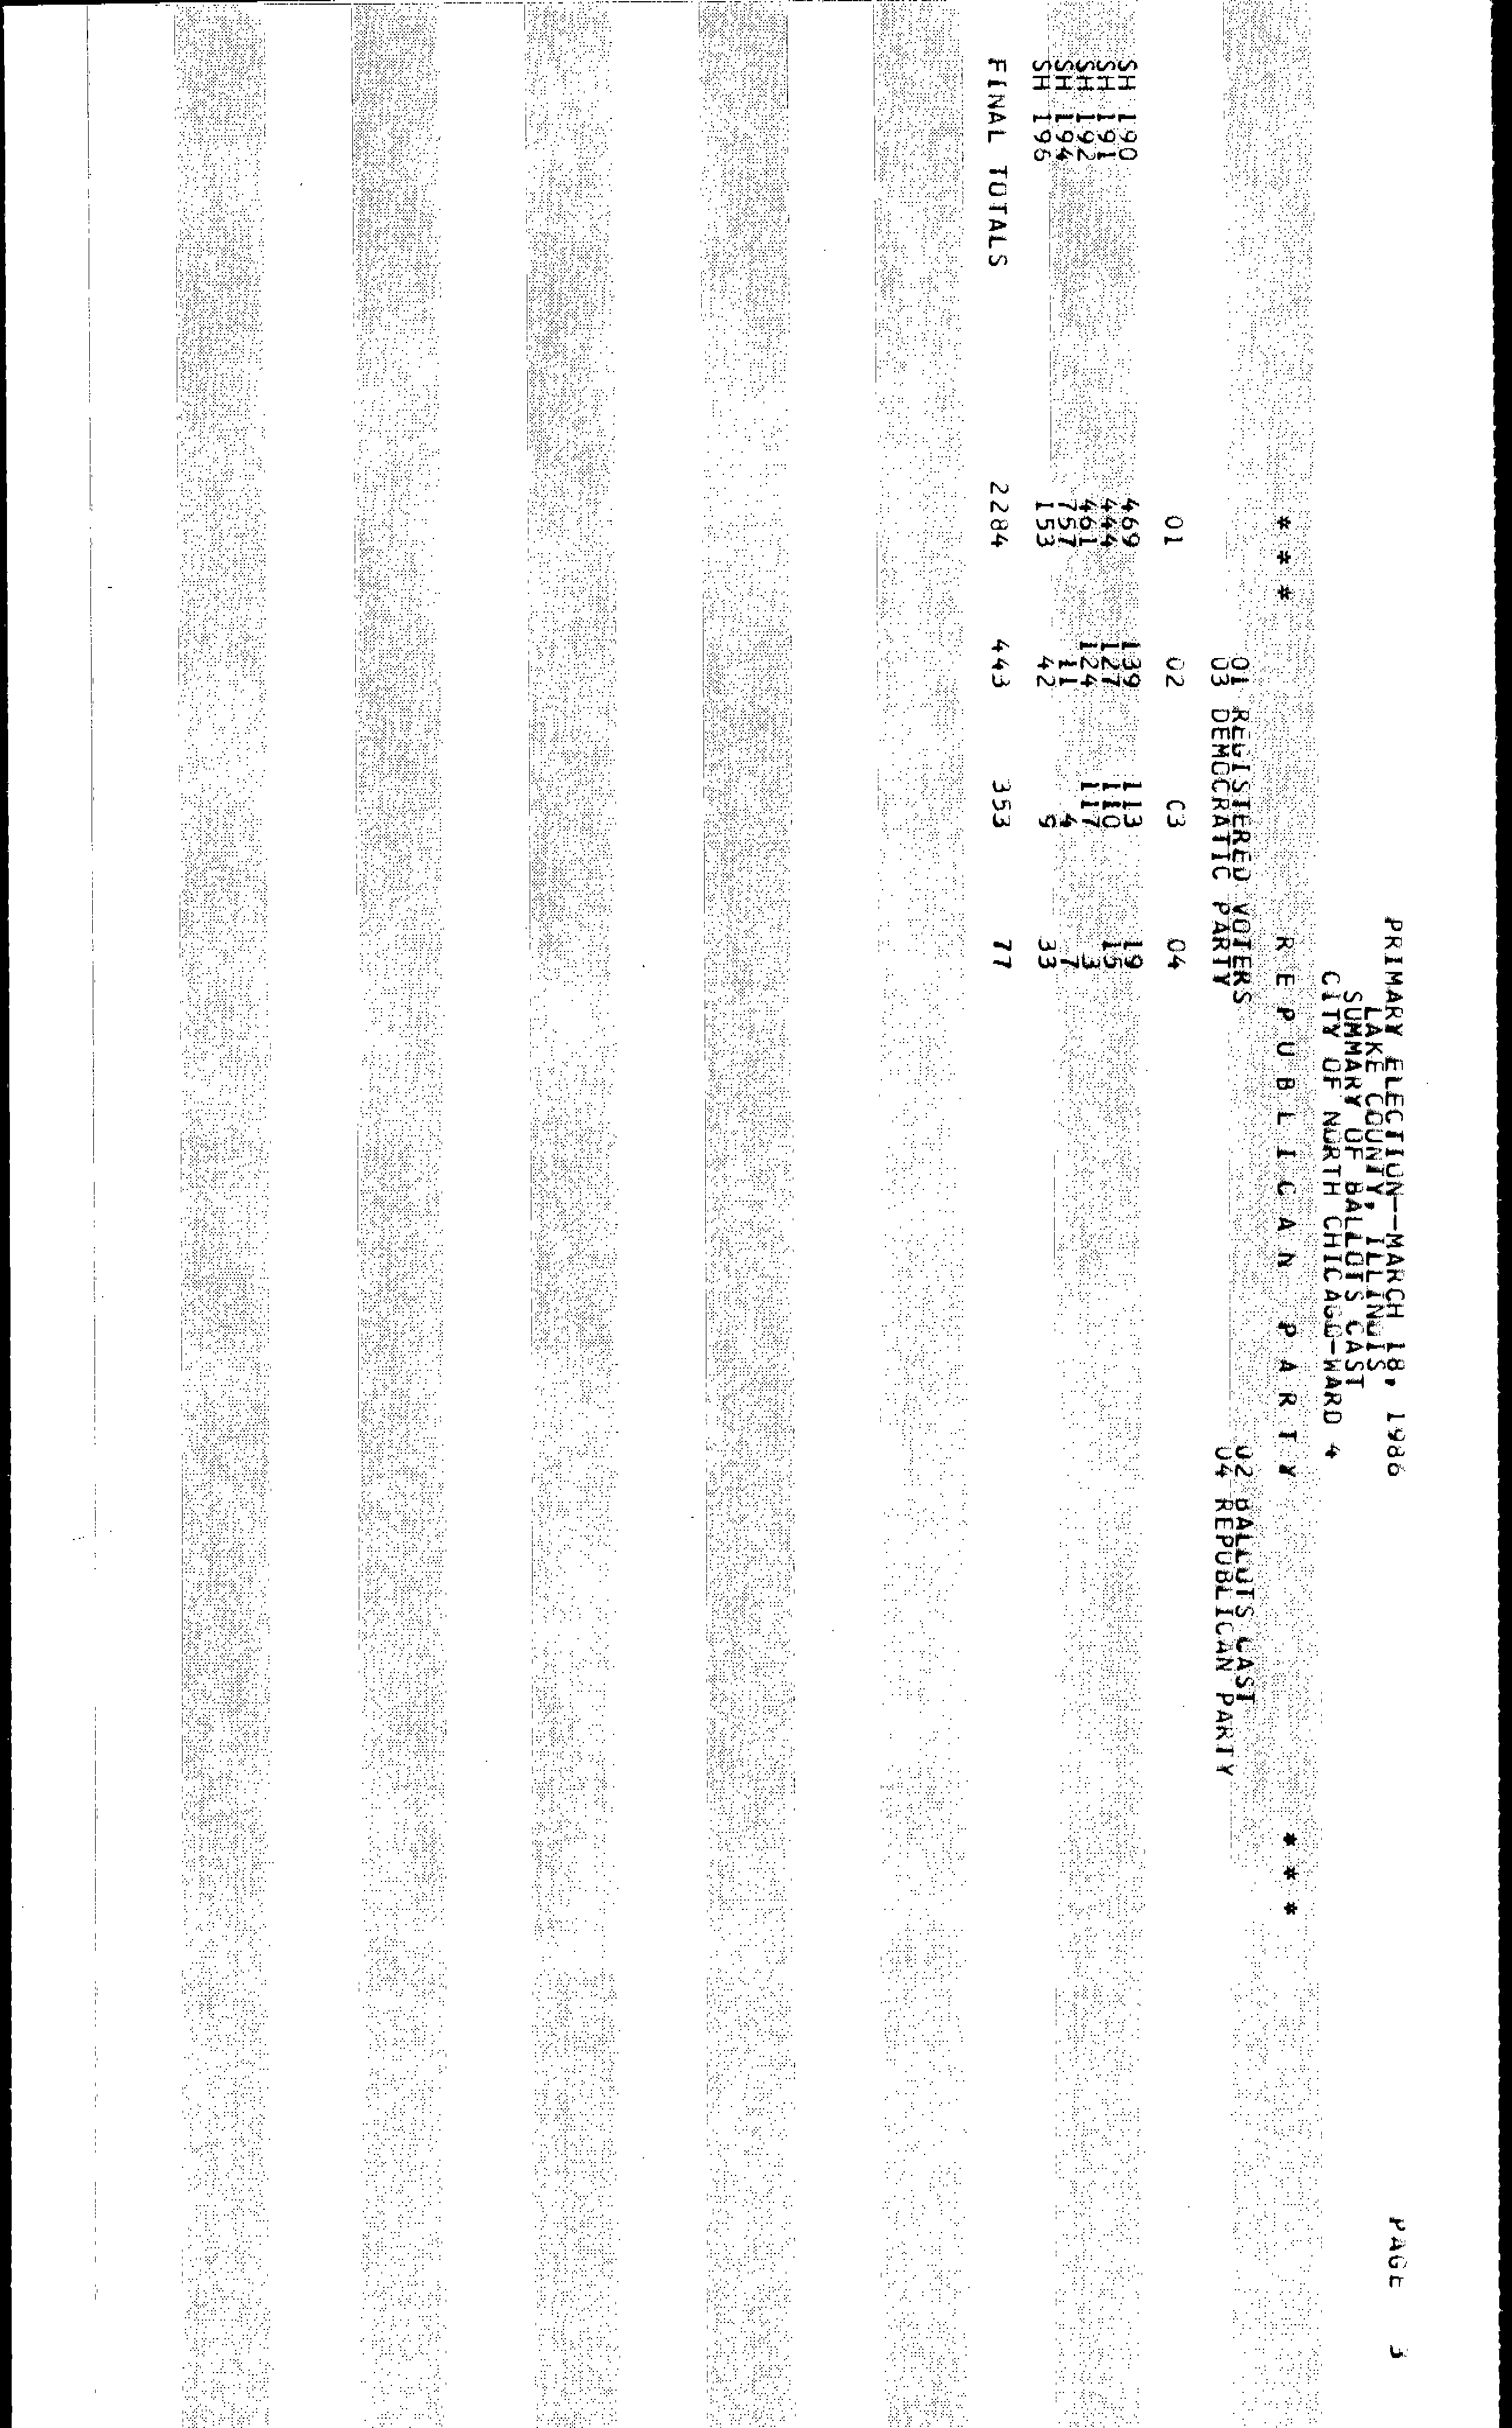 PRIMARY ELECTION--MARCH 18, 1986 PAGE 3
LAKE COUNTY, ILLINOIS
SUMMARY OF BALLOTS CAST
CITY OF NORTH CHICAGO-WARD 4
* * * R E P U B L I C A N P A R T Y * * *
01 REGISTERED VOTERS 02 BALLOTS CAST
03 DEMOCRATIC PARTY 04 REPUBLICAN PARTY
01 02 03 04
SH 190 469 139 113 19
SH 191 444 127 110 15
SH 192 461 124 117 3
SH 194 757 11 4 7
SH 196 153 42 9 33
FINAL TOTALS 2284 443 353 77